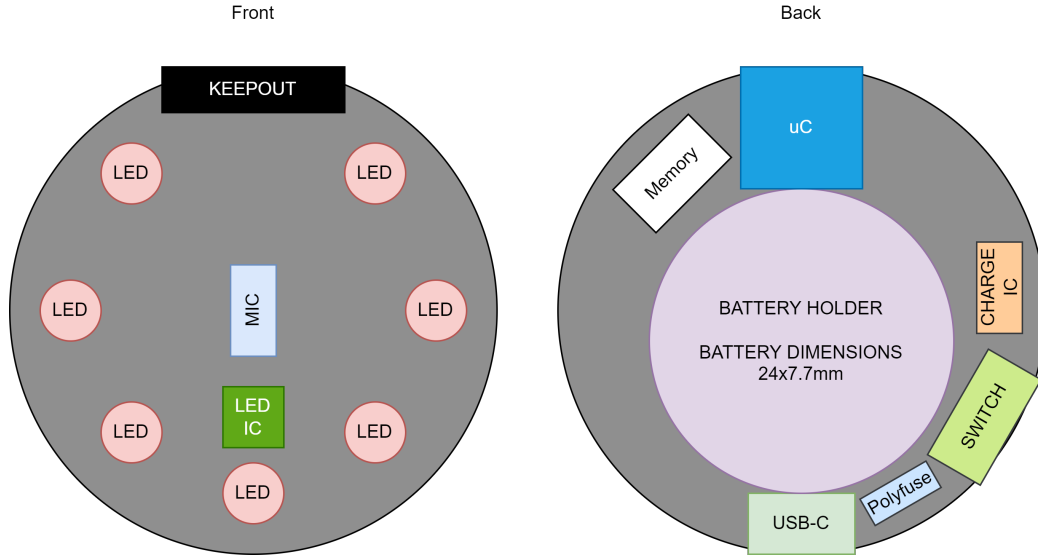 Front
Back
KEEPOUT
LED
LED
LED
LED
MIC
LED
IC
LED
LED
LED
uC
Memory
CHARGE
IC
BATTERY HOLDER
BATTERY DIMENSIONS
24x7.7mm
SWITCH
Polyfuse
USB-C